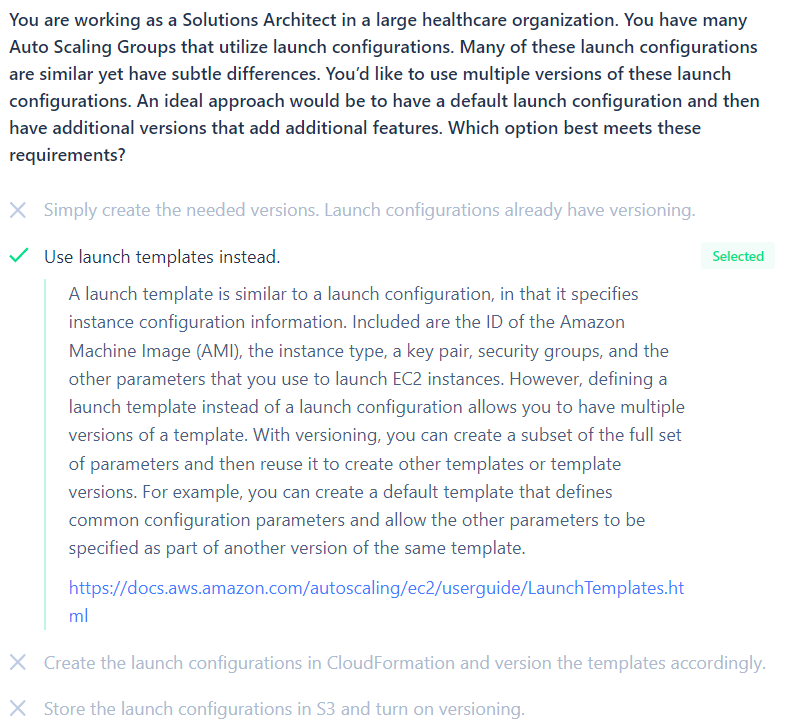 You are working as a Solutions Architect in a large healthcare organization. You have many
Auto Scaling Groups that utilize launch configurations. Many of these launch configurations
are similar yet have subtle differences. You’d like to use multiple versions of these launch
configurations. An ideal approach would be to have a default launch configuration and then
have additional versions that add additional features. Which option best meets these
requirements?
Simply create the needed versions. Launch configurations already have versioning.
Use launch templates instead.
Selected
A launch template is similar to a launch configuration, in that it specifies
instance configuration information. Included are the ID of the Amazon
Machine Image (AMI), the instance type, a key pair, security groups, and the
other parameters that you use to launch EC2 instances. However, defining a
launch template instead of a launch configuration allows you to have multiple
versions of a template. With versioning, you can create a subset of the full set
of parameters and then reuse it to create other templates or template
versions. For example, you can create a default template that defines
common configuration parameters and allow the other parameters to be
specified as part of another version of the same template.
https://docs.aws.amazon.com/autoscaling/ec2/userguide/LaunchTemplates.ht
ml
Create the launch configurations in CloudFormation and version the templates accordingly.
Store the launch configurations in S3 and turn on versioning.